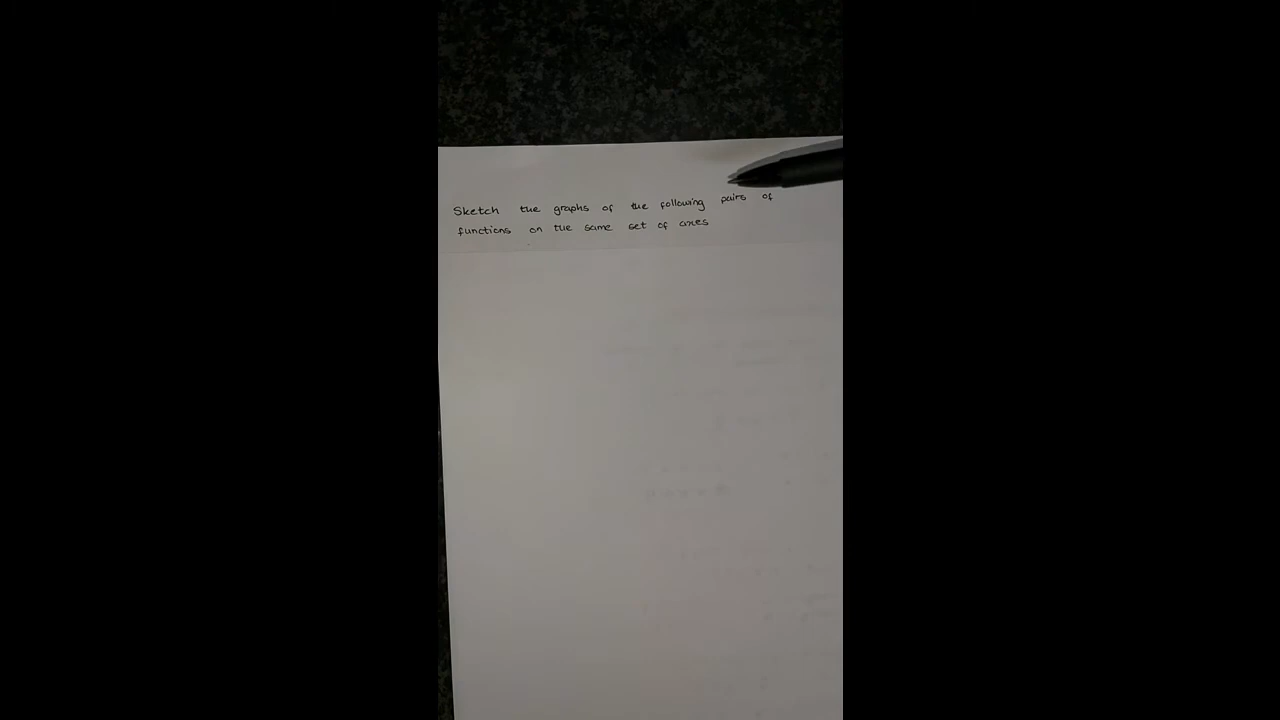 Sketch the graphs of the following pairs of
functions on the same set of axes